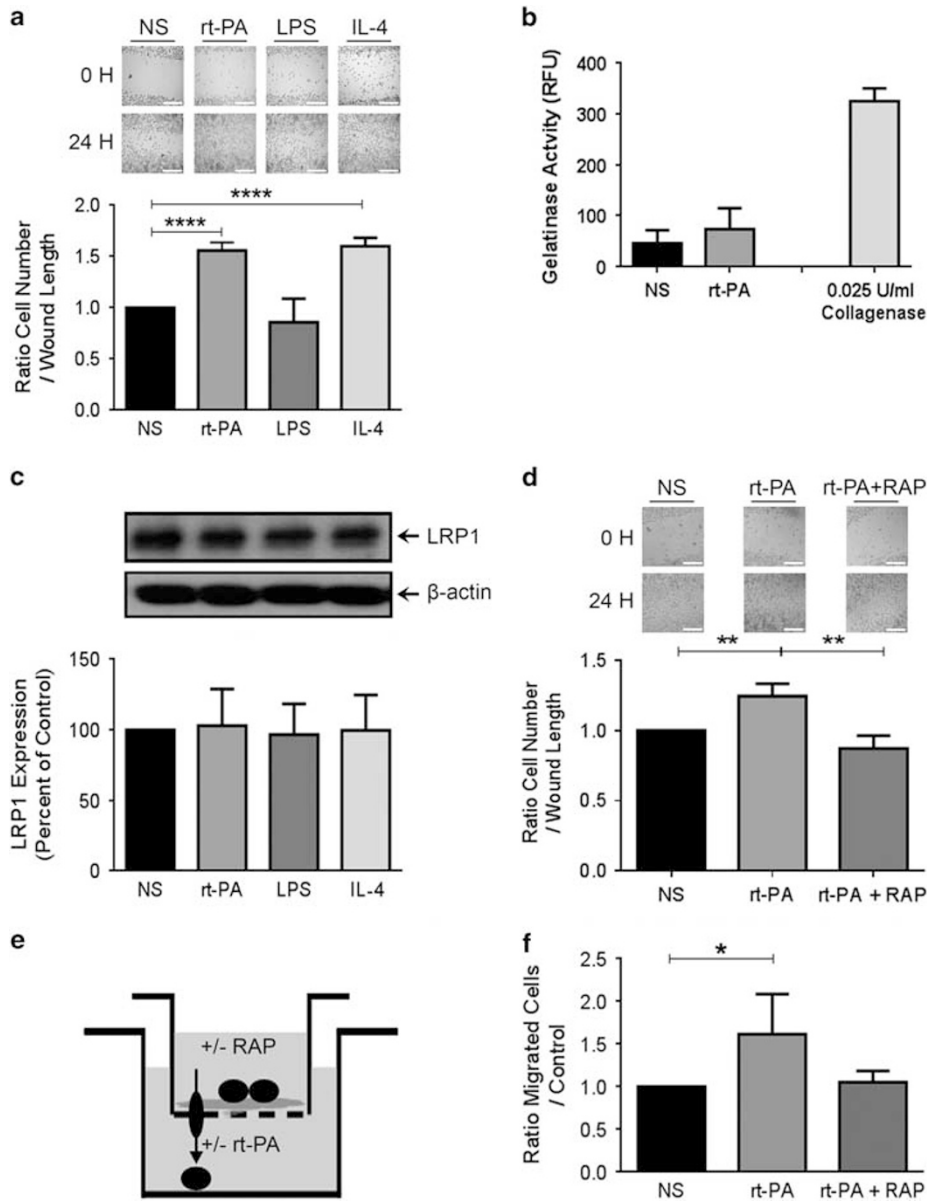 a
NS rt-PA LPS IL-4
0 H
24 H
****
****
Ratio Cell Number
/ Wound Length
2.0
1.5
1.0
0.5
0.0
NS rt-PA LPS IL-4
b
Gelatinase Actvity (RFU)
400
300
200
100
0
NS rt-PA 0.025 U/ml
Collagenase
c
LRP1
β-actin
LRP1 Expression
(Percent of Control)
150
100
50
0
NS rt-PA LPS IL-4
d
NS rt-PA rt-PA+RAP
0 H
24 H
** **
Ratio Cell Number
/ Wound Length
1.5
1.0
0.5
0.0
NS rt-PA rt-PA + RAP
e
+/- RAP
+/- rt-PA
f
*
Ratio Migrated Cells
/ Control
2.5
2.0
1.5
1.0
0.5
0.0
NS rt-PA rt-PA + RAP